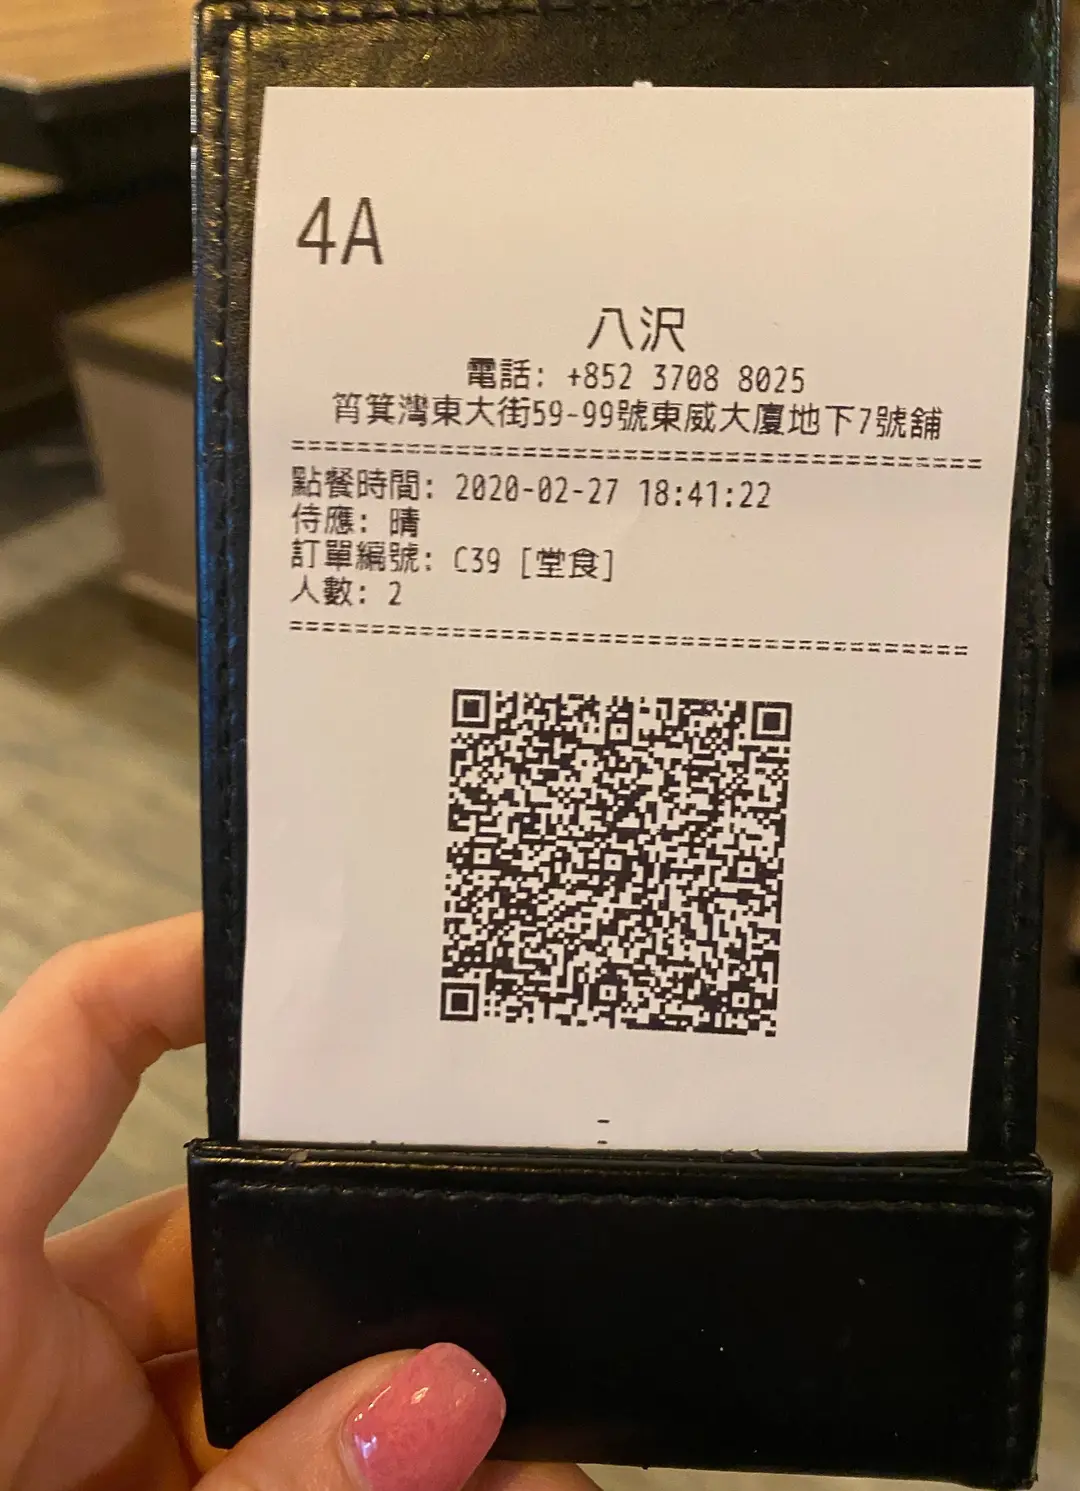 4A
八沢
電話: +852 3708 8025
筲箕灣東大街59-99號東威大廈地下7號舖
點餐時間: 2020-02-27 18:41:22
侍應: 晴
訂單編號: C39 [堂食]
人數: 2